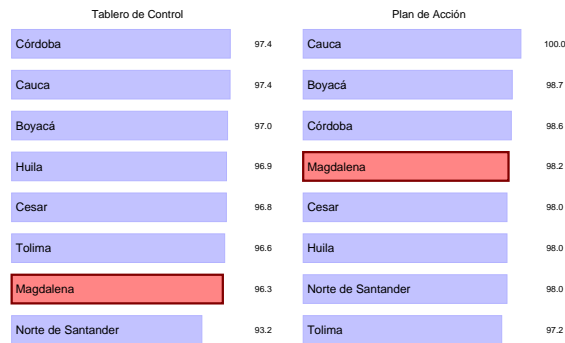 Tablero de Control
Córdoba 97.4
Cauca 97.4
Boyacá 97.0
Huila 96.9
Cesar 96.8
Tolima 96.6
Magdalena 96.3
Norte de Santander 93.2
Plan de Acción
Cauca 100.0
Boyacá 98.7
Córdoba 98.6
Magdalena 98.2
Cesar 98.0
Huila 98.0
Norte de Santander 98.0
Tolima 97.2